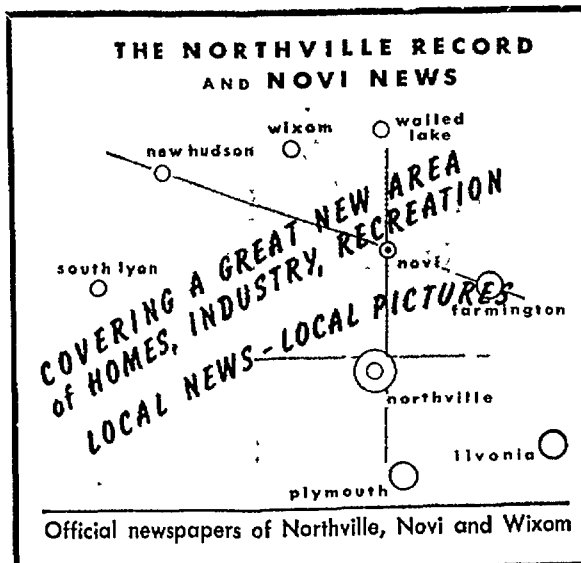 THE NORTHVILLE RECORD
AND NOVI NEWS
wixom
walled
lake
new hudson
COVERING A GREAT NEW AREA
of HOMES, INDUSTRY, RECREATION
LOCAL NEWS - LOCAL PICTURES
south lyon
novi
farmington
northville
livonia
plymouth
Official newspapers of Northville, Novi and Wixom